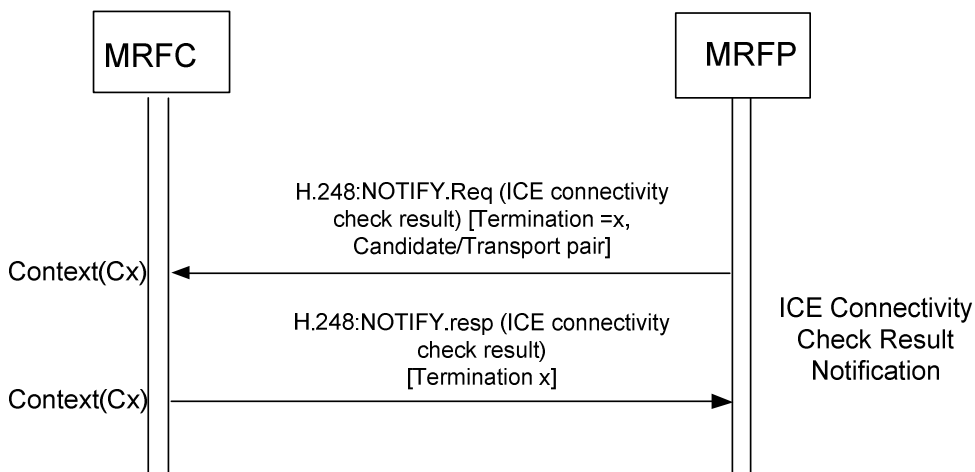 MRFC
MRFP
H.248:NOTIFY.Req (ICE connectivity
check result) [Termination =x,
Candidate/Transport pair]
Context(Cx)
H.248:NOTIFY.resp (ICE connectivity
check result)
[Termination x]
Context(Cx)
ICE Connectivity
Check Result
Notification